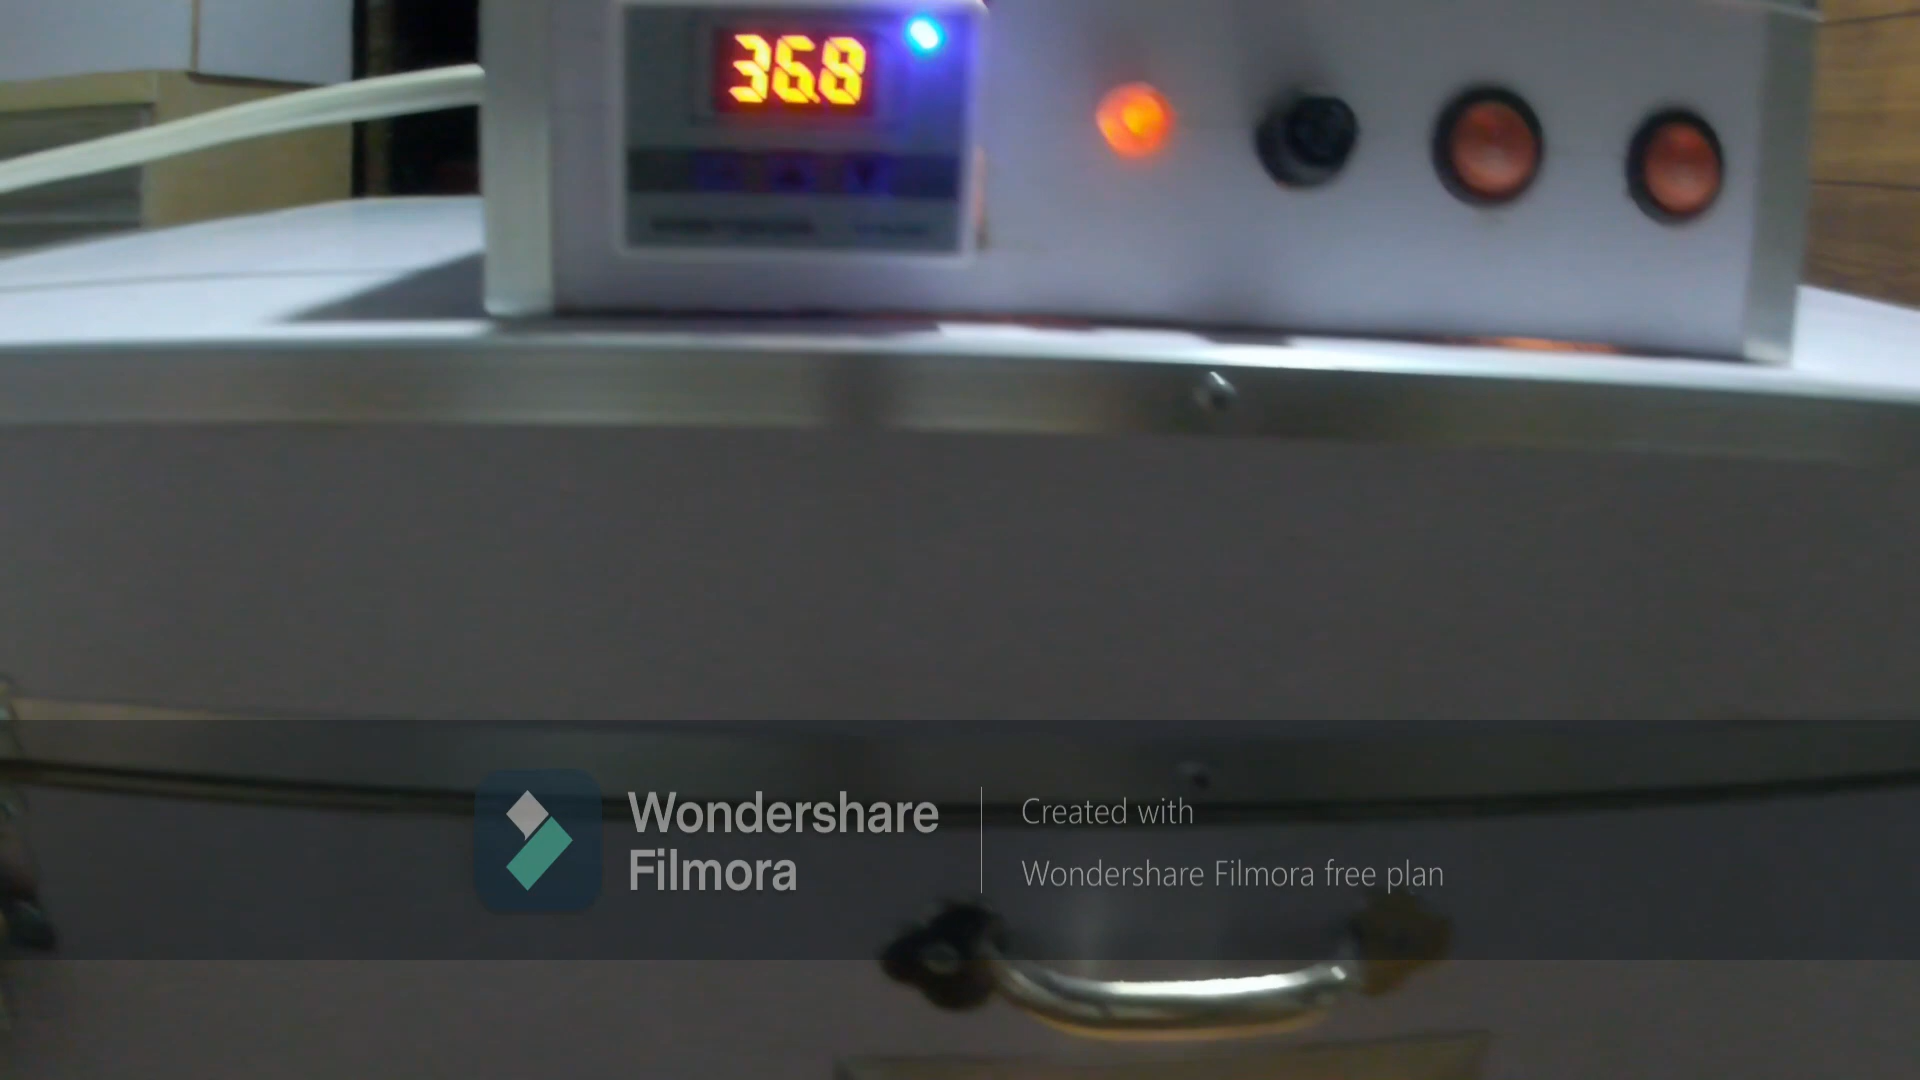 36.8
Wondershare
Filmora
Created with
Wondershare Filmora free plan